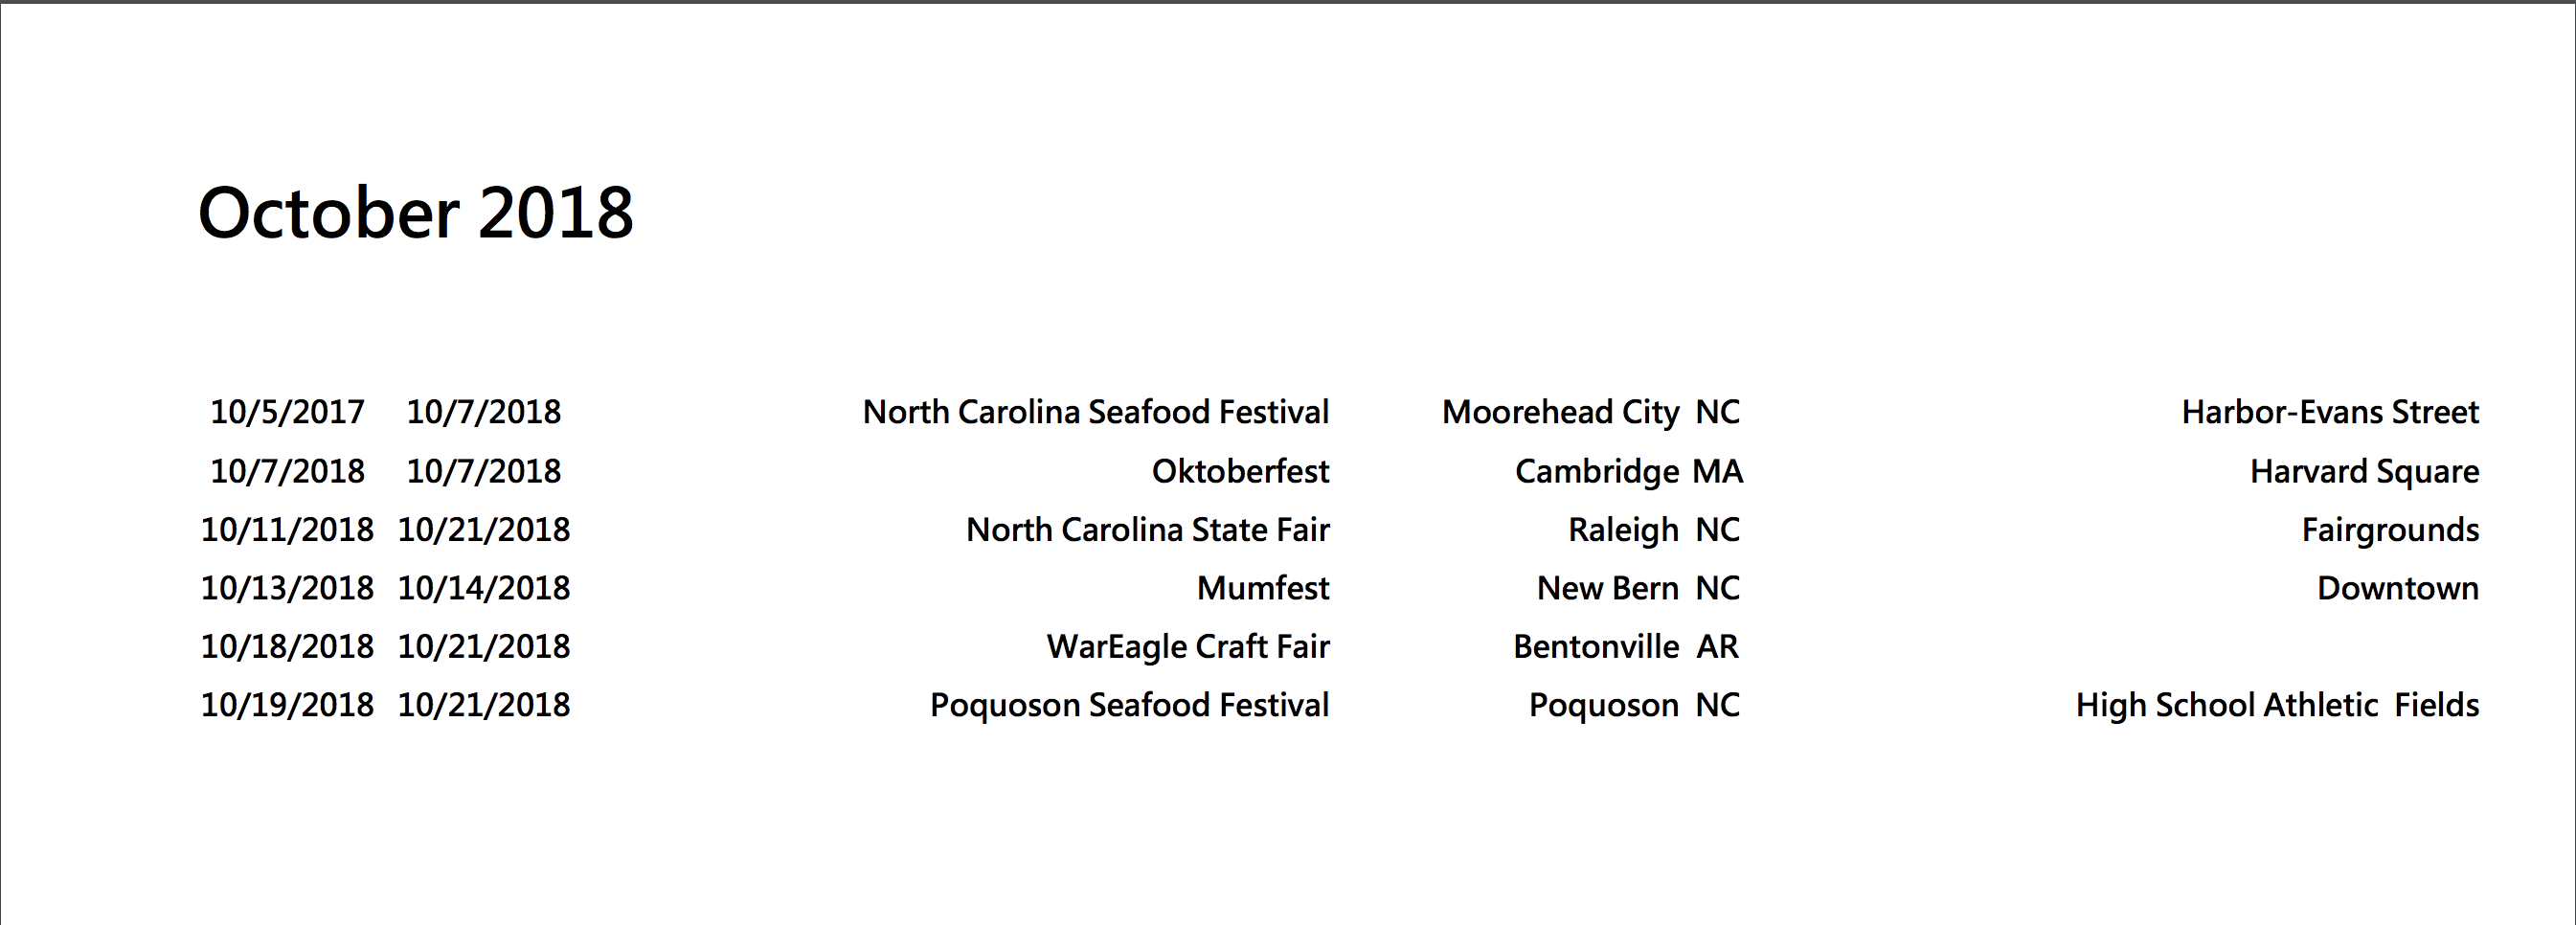 October 2018
10/5/2017 10/7/2018 North Carolina Seafood Festival Moorehead City NC Harbor-Evans Street
10/7/2018 10/7/2018 Oktoberfest Cambridge MA Harvard Square
10/11/2018 10/21/2018 North Carolina State Fair Raleigh NC Fairgrounds
10/13/2018 10/14/2018 Mumfest New Bern NC Downtown
10/18/2018 10/21/2018 WarEagle Craft Fair Bentonville AR
10/19/2018 10/21/2018 Poquoson Seafood Festival Poquoson NC High School Athletic Fields